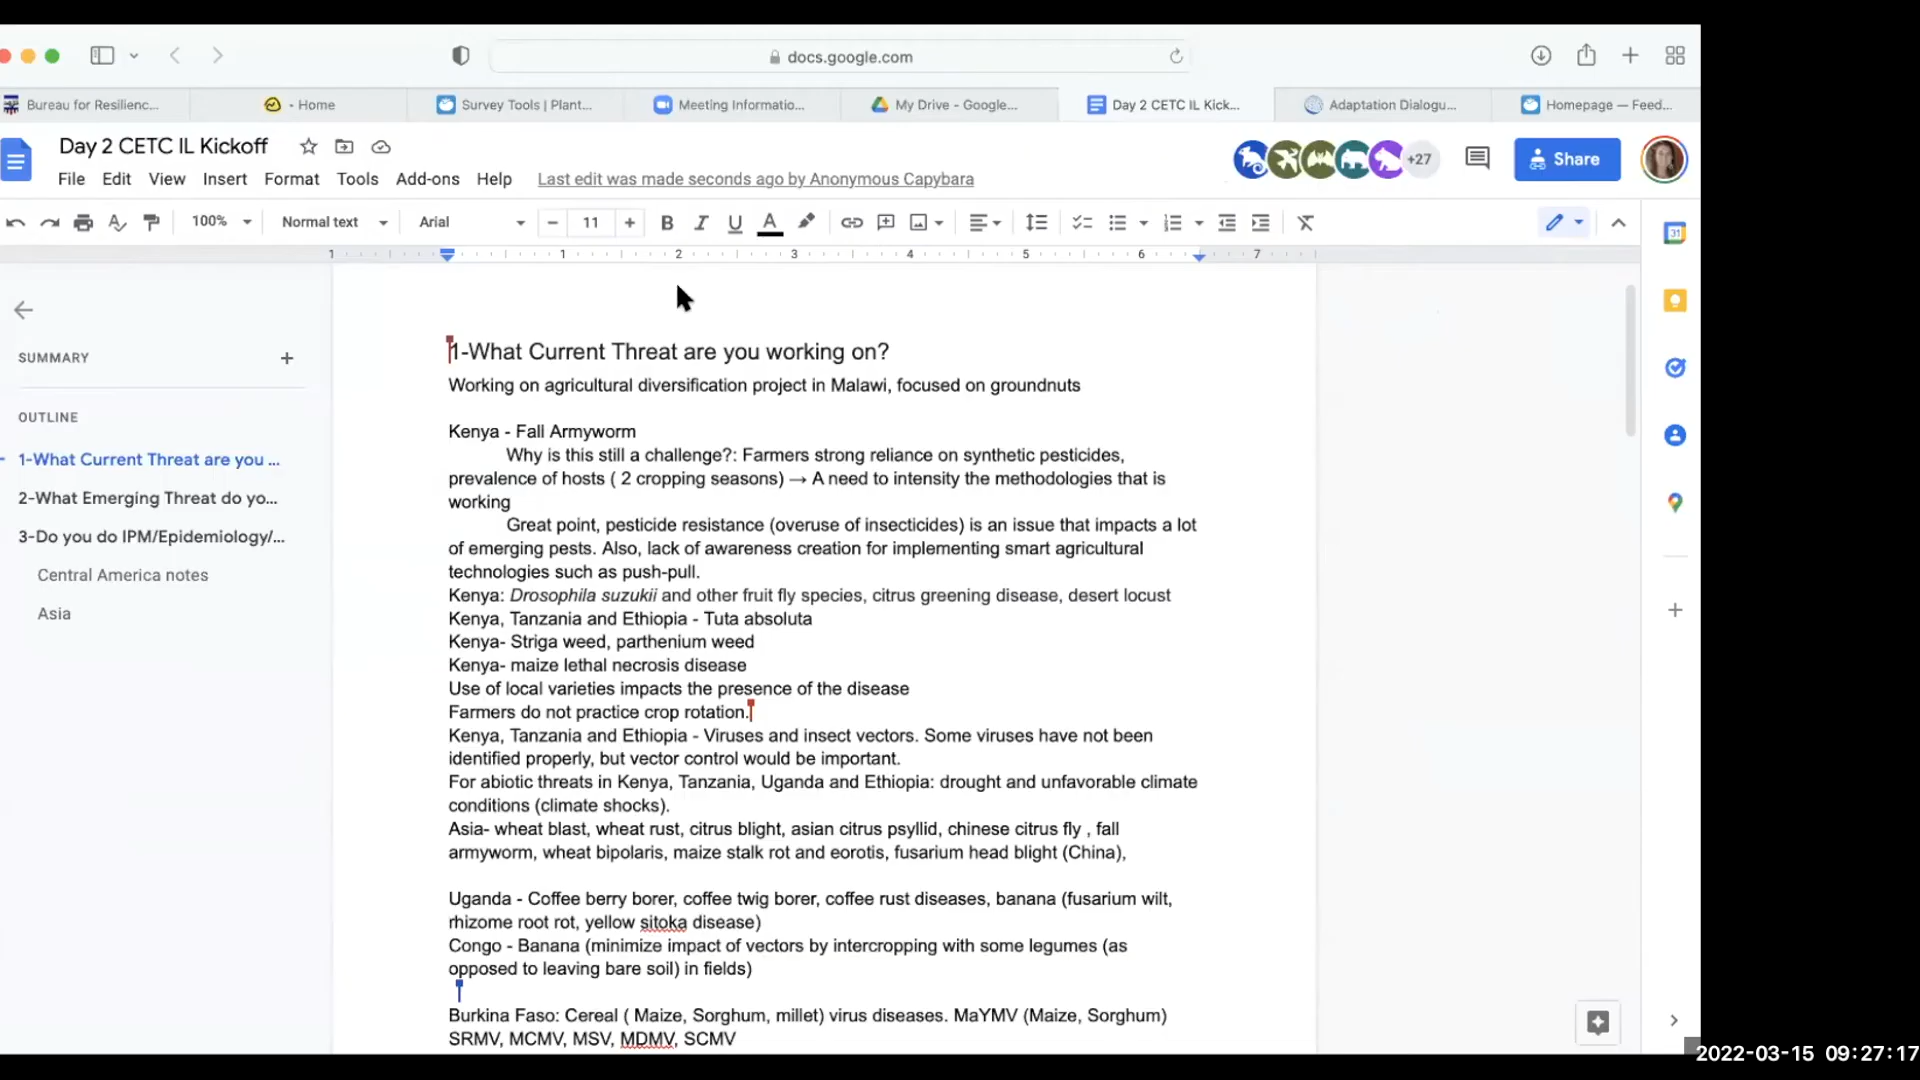 docs.google.com
Bureau for Resilienc...
- Home
Survey Tools | Plant...
Meeting Informatio...
My Drive - Google...
Day 2 CETC IL Kick...
Adaptation Dialogu...
Homepage — Feed...
Day 2 CETC IL Kickoff
+27
Share
File Edit View Insert Format Tools Add-ons Help Last edit was made seconds ago by Anonymous Capybara
100% Normal text Arial 11
1 1 2 3 4 5 6 7
31
SUMMARY
OUTLINE
1-What Current Threat are you ...
2-What Emerging Threat do yo...
3-Do you do IPM/Epidemiology/...
Central America notes
Asia
1-What Current Threat are you working on?
Working on agricultural diversification project in Malawi, focused on groundnuts
Kenya - Fall Armyworm
Why is this still a challenge?: Farmers strong reliance on synthetic pesticides,
prevalence of hosts ( 2 cropping seasons) → A need to intensity the methodologies that is
working
Great point, pesticide resistance (overuse of insecticides) is an issue that impacts a lot
of emerging pests. Also, lack of awareness creation for implementing smart agricultural
technologies such as push-pull.
Kenya: Drosophila suzukii and other fruit fly species, citrus greening disease, desert locust
Kenya, Tanzania and Ethiopia - Tuta absoluta
Kenya- Striga weed, parthenium weed
Kenya- maize lethal necrosis disease
Use of local varieties impacts the presence of the disease
Farmers do not practice crop rotation.
Kenya, Tanzania and Ethiopia - Viruses and insect vectors. Some viruses have not been
identified properly, but vector control would be important.
For abiotic threats in Kenya, Tanzania, Uganda and Ethiopia: drought and unfavorable climate
conditions (climate shocks).
Asia- wheat blast, wheat rust, citrus blight, asian citrus psyllid, chinese citrus fly , fall
armyworm, wheat bipolaris, maize stalk rot and eorotis, fusarium head blight (China),
Uganda - Coffee berry borer, coffee twig borer, coffee rust diseases, banana (fusarium wilt,
rhizome root rot, yellow sitoka disease)
Congo - Banana (minimize impact of vectors by intercropping with some legumes (as
opposed to leaving bare soil) in fields)
Burkina Faso: Cereal ( Maize, Sorghum, millet) virus diseases. MaYMV (Maize, Sorghum)
SRMV, MCMV, MSV, MDMV, SCMV
2022-03-15 09:27:17